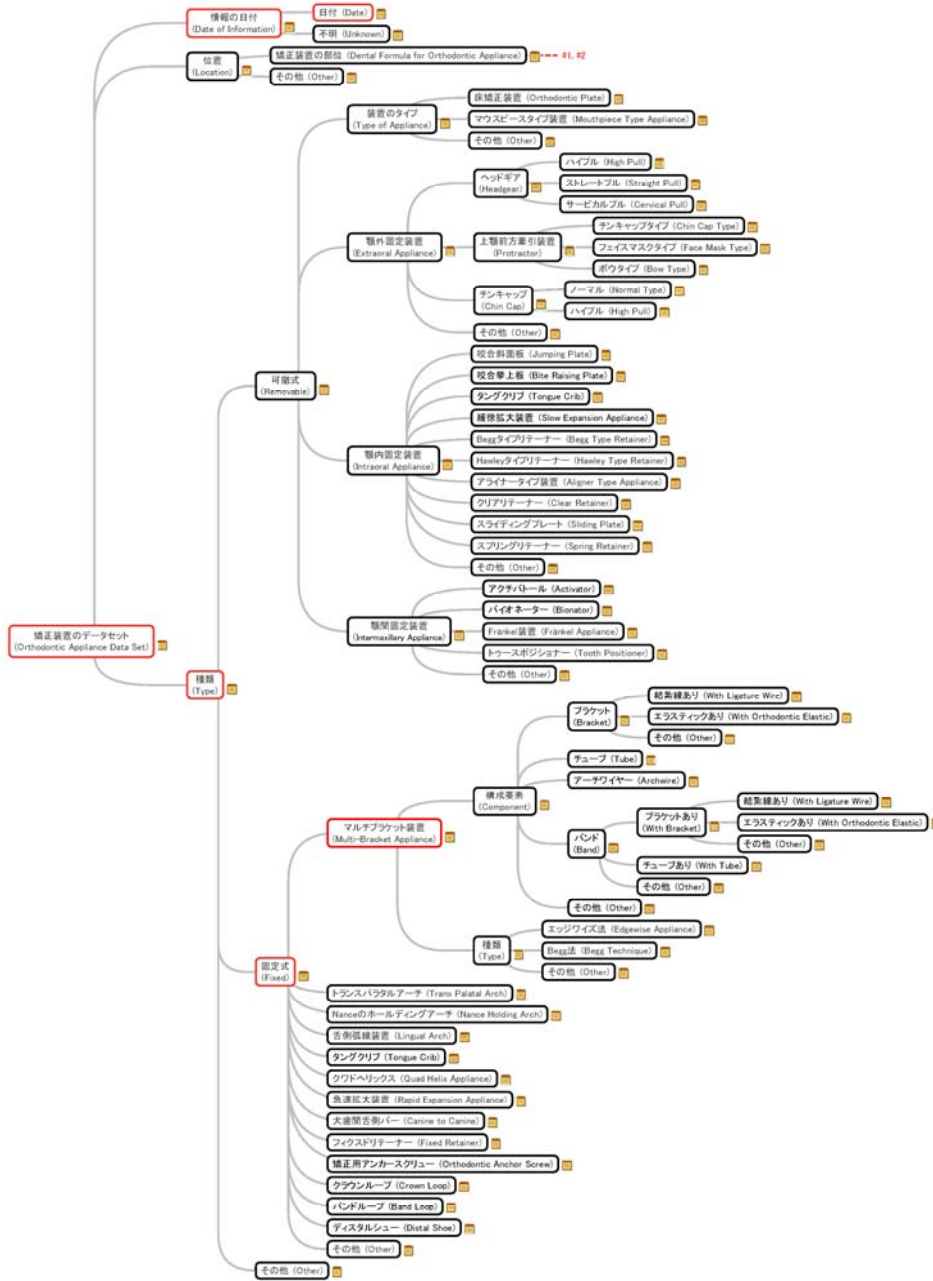 情報の日付
(Date of Information)
日付 (Date)
不明 (Unknown)
位置
(Location)
矯正装置の部位 (Dental Formula for Orthodontic Appliance)
#1, #2
その他 (Other)
装置のタイプ
(Type of Appliance)
床矯正装置 (Orthodontic Plate)
マウスピースタイプ装置 (Mouthpiece Type Appliance)
その他 (Other)
ヘッドギア
(Headgear)
ハイプル (High Pull)
ストレートプル (Straight Pull)
サービカルプル (Cervical Pull)
顎外固定装置
(Extraoral Appliance)
上顎前方牽引装置
(Protractor)
チンキャップタイプ (Chin Cap Type)
フェイスマスクタイプ (Face Mask Type)
ボウタイプ (Bow Type)
チンキャップ
(Chin Cap)
ノーマル (Normal Type)
ハイプル (High Pull)
その他 (Other)
可撤式
(Removable)
顎内固定装置
(Intraoral Appliance)
咬合斜面板 (Jumping Plate)
咬合挙上板 (Bite Raising Plate)
タングクリブ (Tongue Crib)
緩徐拡大装置 (Slow Expansion Appliance)
Beggタイプリテーナー (Begg Type Retainer)
Hawleyタイプリテーナー (Hawley Type Retainer)
アライナータイプ装置 (Aligner Type Appliance)
クリアリテーナー (Clear Retainer)
スライディングプレート (Sliding Plate)
スプリングリテーナー (Spring Retainer)
その他 (Other)
顎間固定装置
(Intermaxillary Appliance)
アクチバトール (Activator)
バイオネーター (Bionator)
Fränkel装置 (Fränkel Appliance)
トゥースポジショナー (Tooth Positioner)
その他 (Other)
矯正装置のデータセット
(Orthodontic Appliance Data Set)
種類
(Type)
マルチブラケット装置
(Multi-Bracket Appliance)
構成要素
(Component)
ブラケット
(Bracket)
結紮線あり (With Ligature Wire)
エラスティックあり (With Orthodontic Elastic)
その他 (Other)
チューブ (Tube)
アーチワイヤー (Archwire)
バンド
(Band)
ブラケットあり
(With Bracket)
結紮線あり (With Ligature Wire)
エラスティックあり (With Orthodontic Elastic)
その他 (Other)
チューブあり (With Tube)
その他 (Other)
その他 (Other)
種類
(Type)
エッジワイズ法 (Edgewise Appliance)
Begg法 (Begg Technique)
その他 (Other)
固定式
(Fixed)
トランスパラタルアーチ (Trans Palatal Arch)
Nanceのホールディングアーチ (Nance Holding Arch)
舌側弧線装置 (Lingual Arch)
タングクリブ (Tongue Crib)
クワドヘリックス (Quad Helix Appliance)
急速拡大装置 (Rapid Expansion Appliance)
犬歯間舌側バー (Canine to Canine)
フィクスドリテーナー (Fixed Retainer)
矯正用アンカースクリュー (Orthodontic Anchor Screw)
クラウンループ (Crown Loop)
バンドループ (Band Loop)
ディスタルシュー (Distal Shoe)
その他 (Other)
その他 (Other)